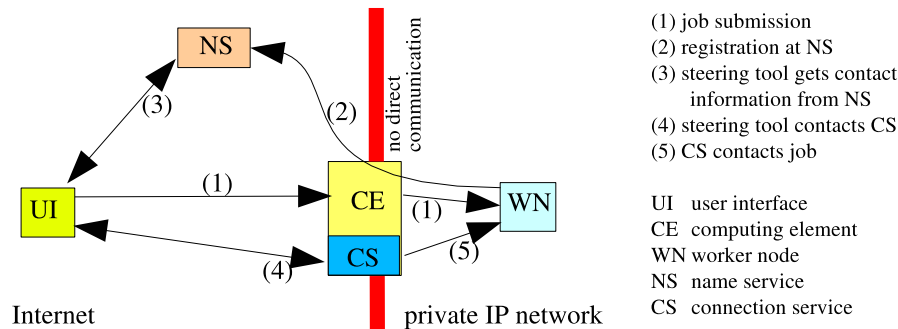 NS
(3)
(2)
no direct
communication
UI
(1)
CE
(1)
WN
(4)
CS
(5)
Internet
private IP network
(1) job submission
(2) registration at NS
(3) steering tool gets contact
information from NS
(4) steering tool contacts CS
(5) CS contacts job
UI user interface
CE computing element
WN worker node
NS name service
CS connection service